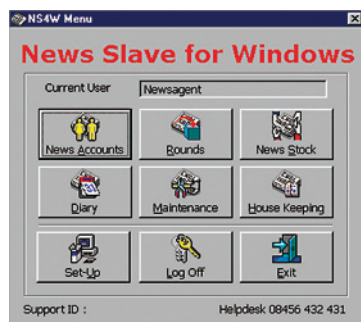 NS4W Menu
News Slave for Windows
Current User Newsagent
News Accounts Rounds News Stock
Diary Maintenance House Keeping
Set-Up Log Off Exit
Support ID : Helpdesk 08456 432 431